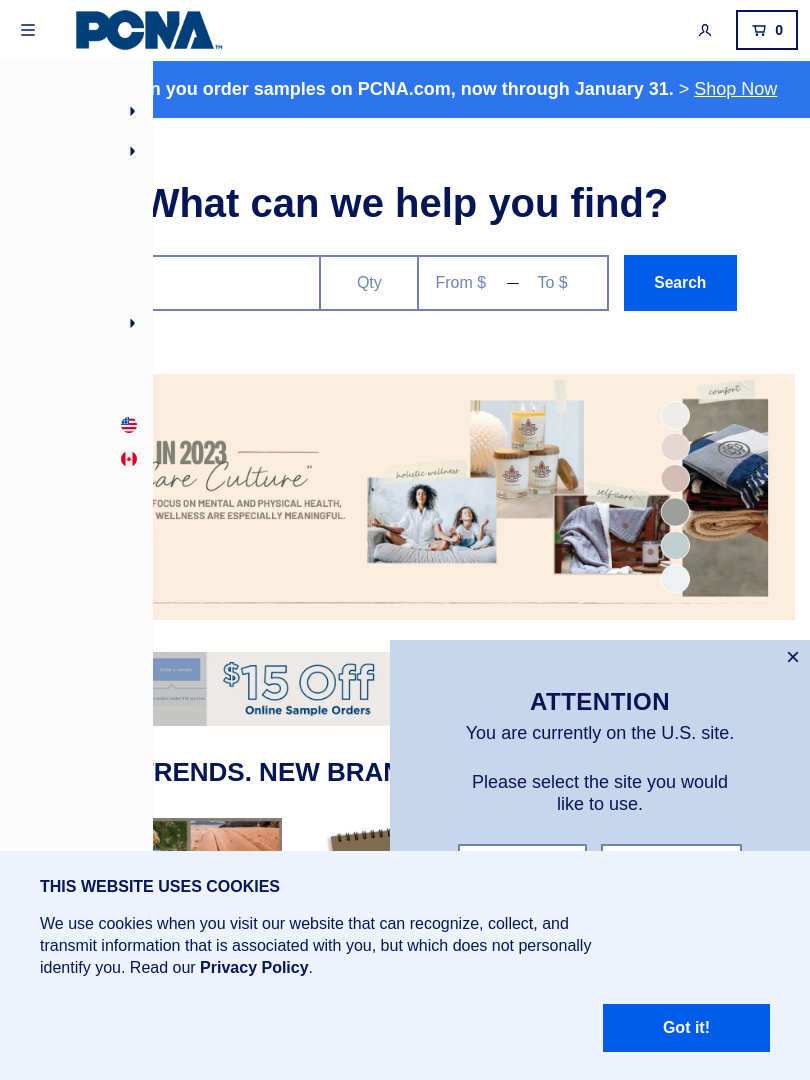 PCNA™
0
you order samples on PCNA.com, now through January 31. > Shop Now
What can we help you find?
Qty
From $ — To $
Search
comfort
IN 2023
Care Culture"
holistic wellness
self-care
FOCUS ON MENTAL AND PHYSICAL HEALTH,
WELLNESS ARE ESPECIALLY MEANINGFUL.
$15 Off
Online Sample Orders
×
ATTENTION
You are currently on the U.S. site.
Please select the site you would
like to use.
TRENDS. NEW BRAN
THIS WEBSITE USES COOKIES
We use cookies when you visit our website that can recognize, collect, and
transmit information that is associated with you, but which does not personally
identify you. Read our Privacy Policy.
Got it!